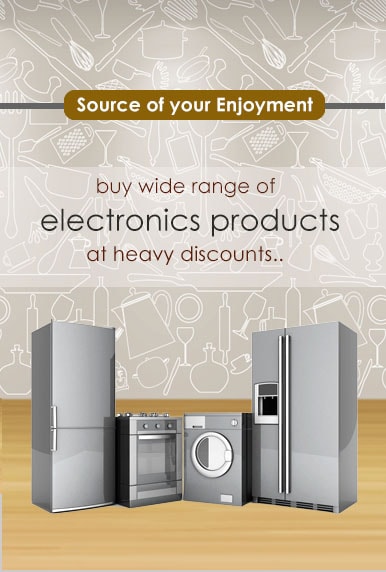 Source of your Enjoyment
buy wide range of
electronics products
at heavy discounts..